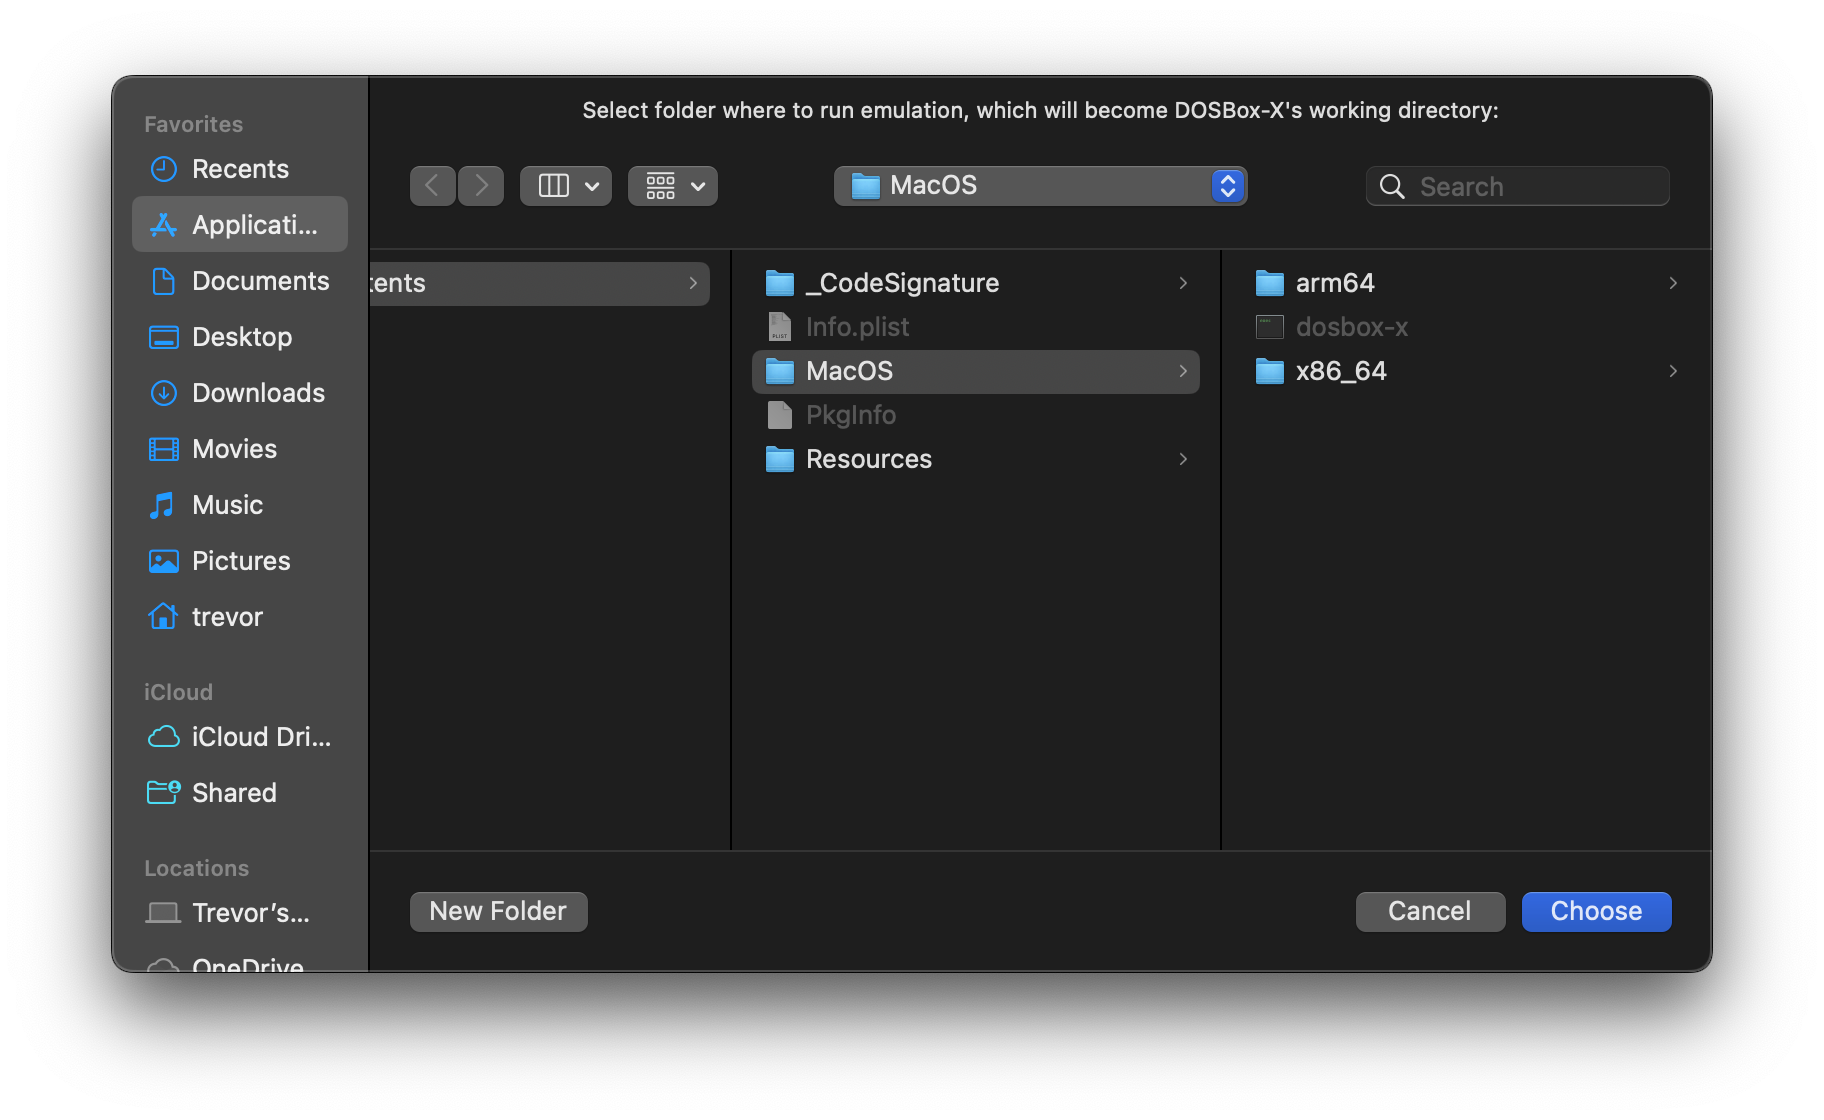 Select folder where to run emulation, which will become DOSBox-X's working directory:
MacOS
Search
Favorites
Recents
Applicati...
Documents
Desktop
Downloads
Movies
Music
Pictures
trevor
iCloud
iCloud Dri...
Shared
Locations
Trevor’s...
OneDrive
tents
_CodeSignature
Info.plist
MacOS
PkgInfo
Resources
arm64
dosbox-x
x86_64
New Folder
Cancel
Choose